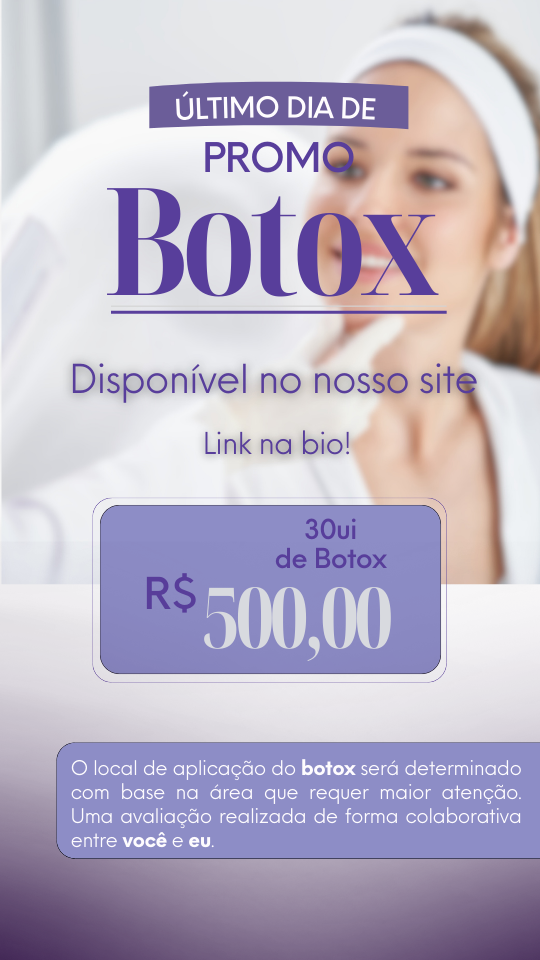 ÚLTIMO DIA DE
PROMO
Botox
Disponível no nosso site
Link na bio!
30ui
de Botox
R$ 500,00
O local de aplicação do botox será determinado
com base na área que requer maior atenção.
Uma avaliação realizada de forma colaborativa
entre você e eu.